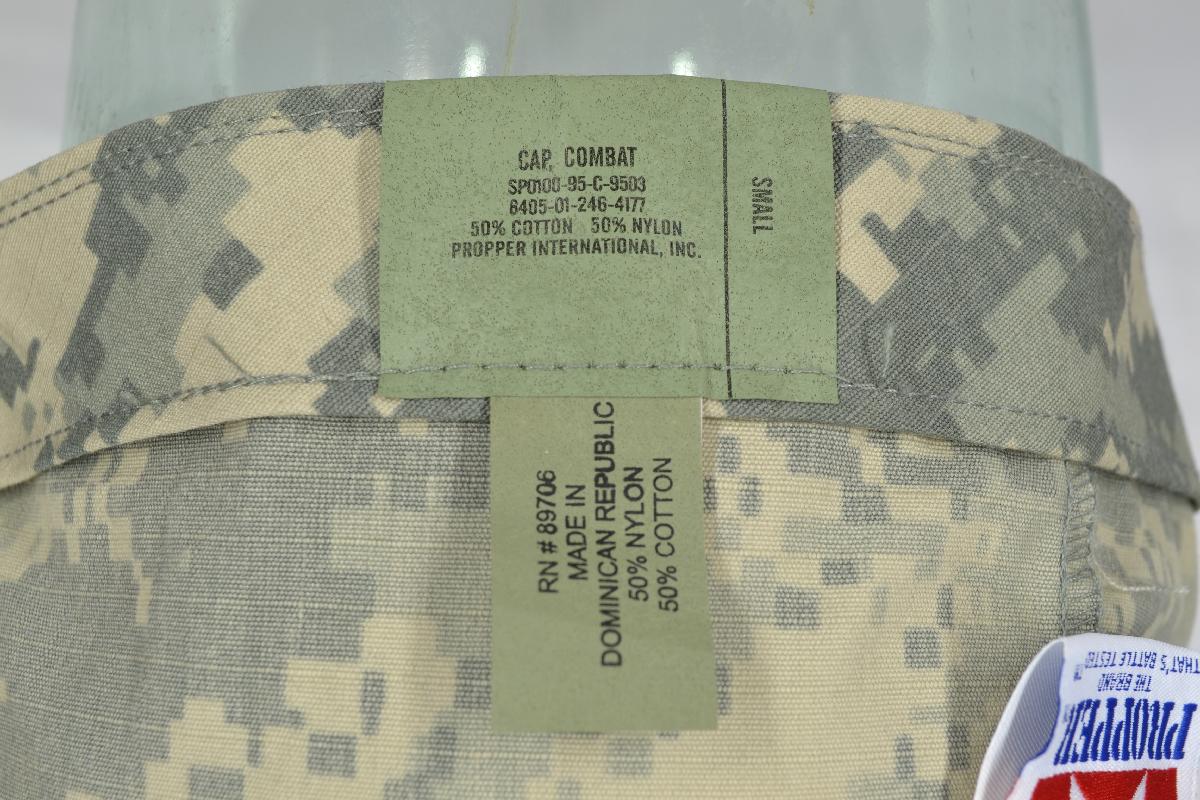 CAP, COMBAT
SP0100-95-C-9503
8405-01-246-4177
50% COTTON 50% NYLON
PROPPER INTERNATIONAL, INC.
SMALL
RN # 89706
MADE IN
DOMINICAN REPUBLIC
50% NYLON
50% COTTON
PROPPER
THE BRAND
THAT'S BATTLE TESTED
TM